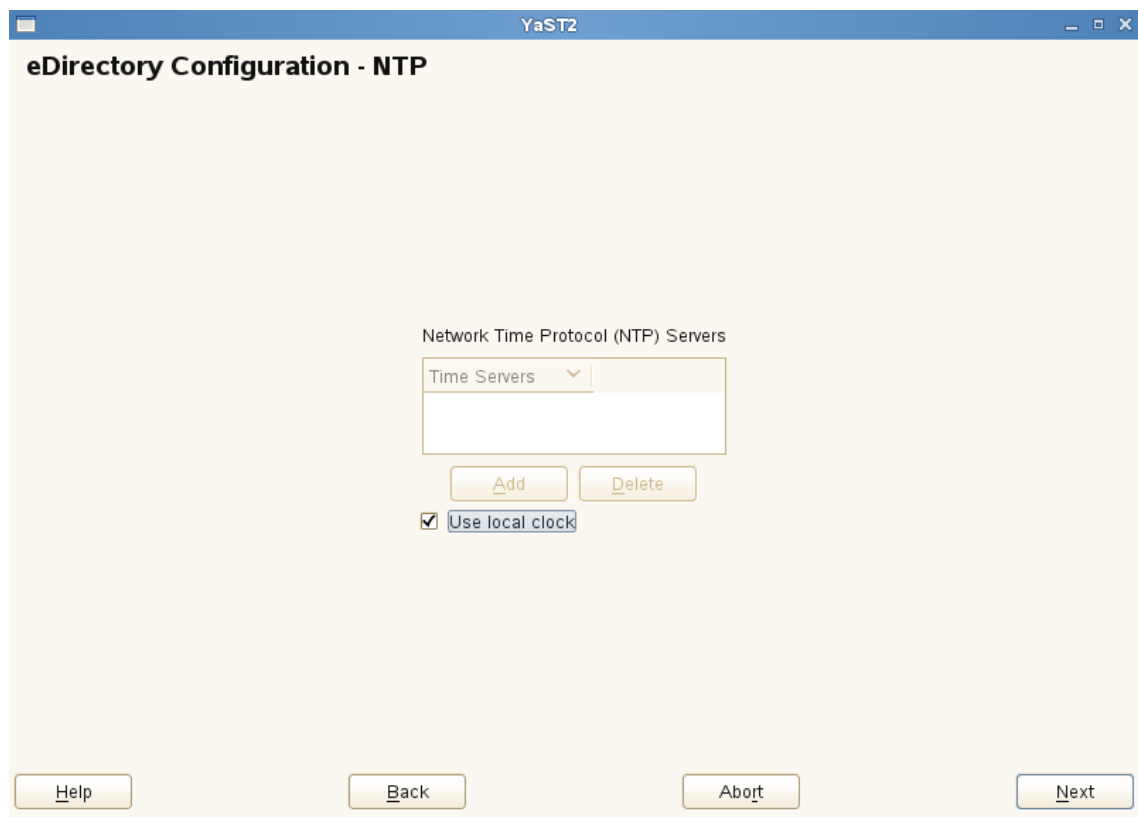 YaST2
eDirectory Configuration - NTP
Network Time Protocol (NTP) Servers
Time Servers
Add Delete
Use local clock
Help Back Abort Next